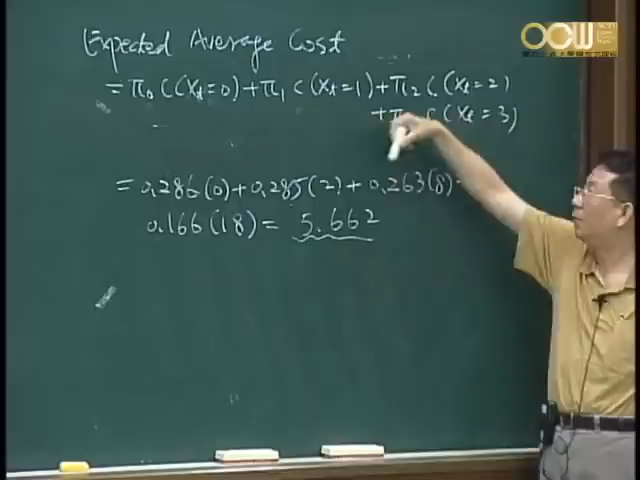 OCW
Expected Average Cost
= π₀ C(Xₜ=0) + π₁ C(Xₜ=1) + π₂ C(Xₜ=2)
+ π C(Xₜ=3)
= 0.286(0) + 0.285(2) + 0.263(8)
0.166(18) = 5.662